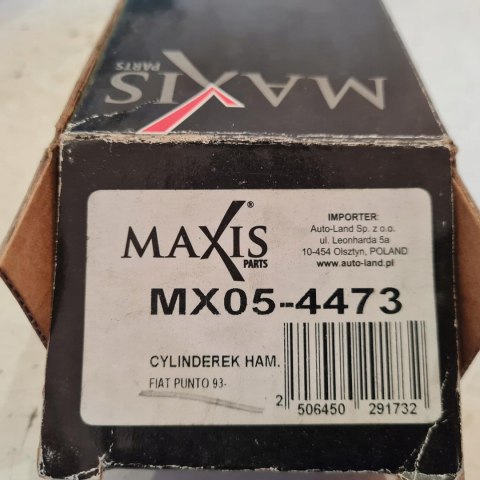 MAXIS
PARTS
MAXIS®
PARTS
IMPORTER:
Auto-Land Sp. z o.o.
ul. Leonharda 5a
10-454 Olsztyn, POLAND
www.auto-land.pl
MX05-4473
CYLINDEREK HAM.
FIAT PUNTO 93-
2 506450 291732